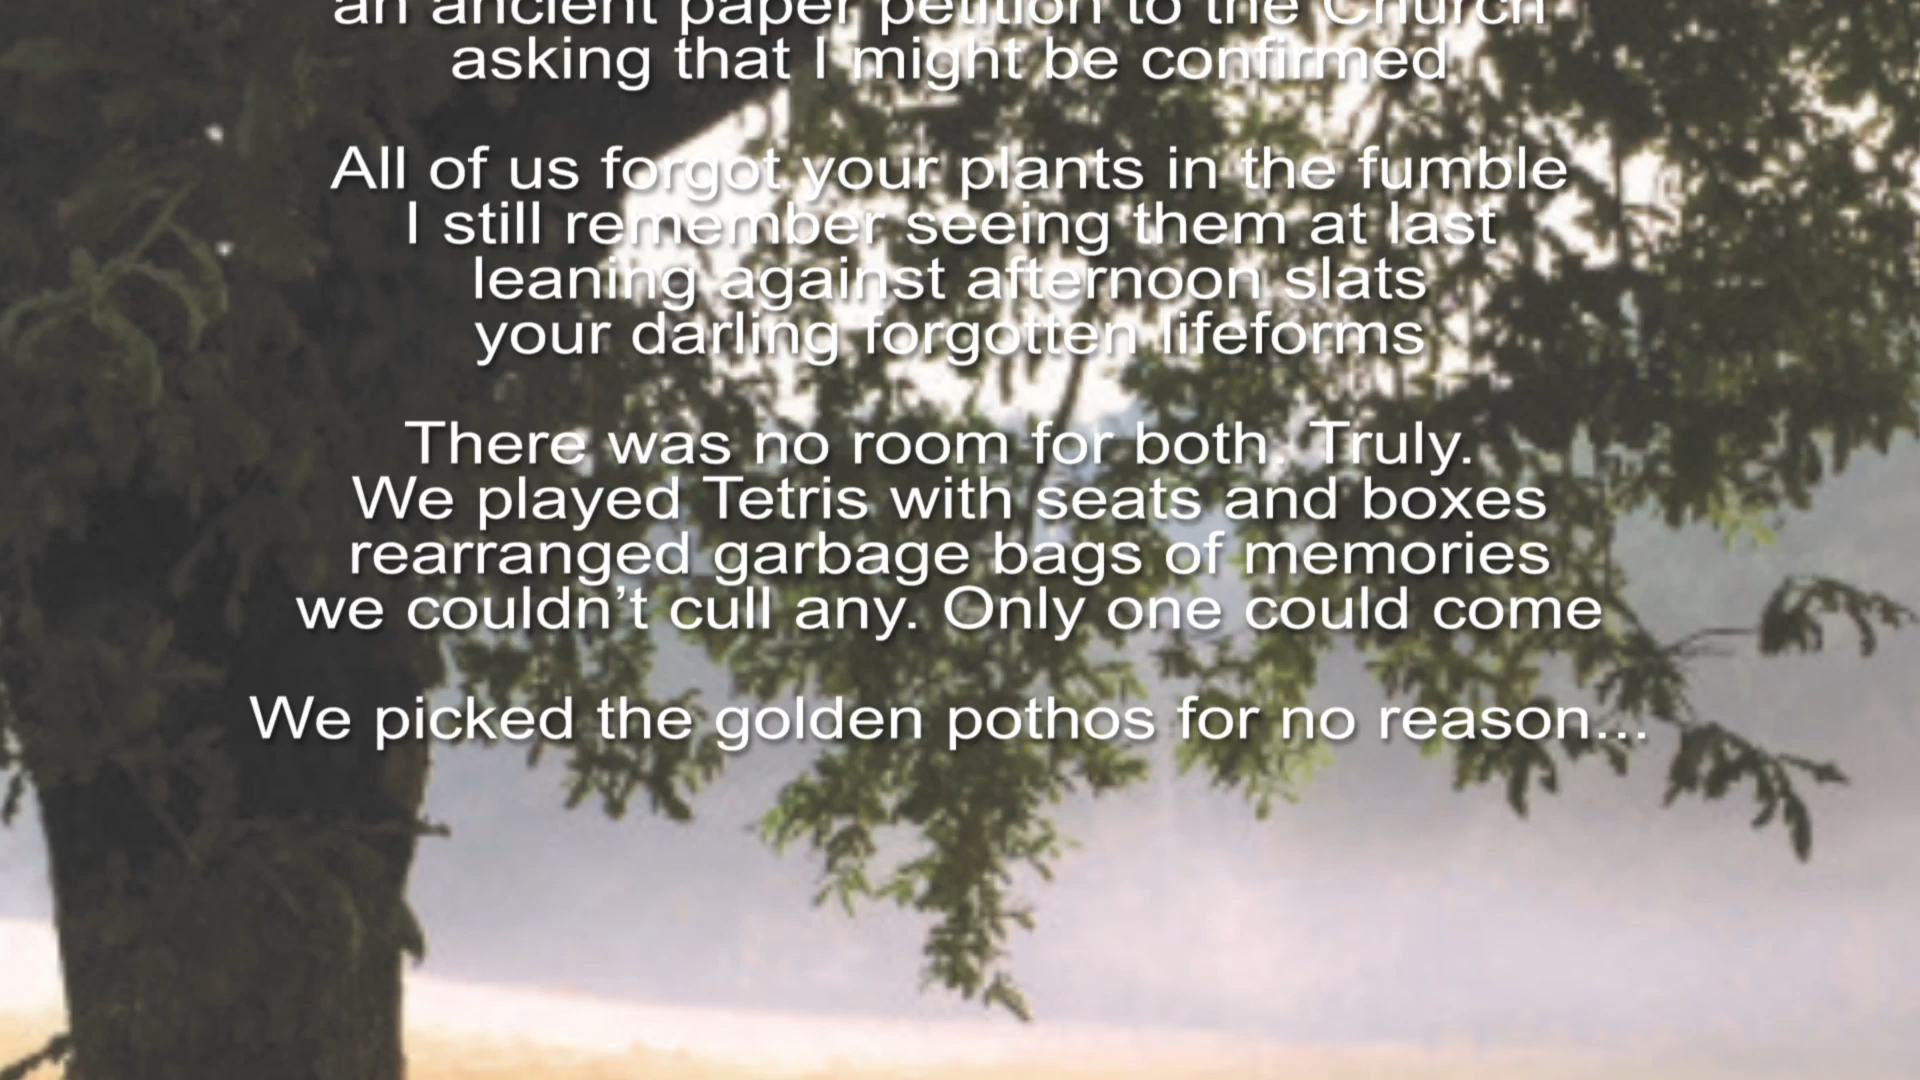 an ancient paper petition to the Church
asking that I might be confirmed
All of us forgot your plants in the fumble
I still remember seeing them at last
leaning against afternoon slats
your darling forgotten lifeforms
There was no room for both. Truly.
We played Tetris with seats and boxes
rearranged garbage bags of memories
we couldn’t cull any. Only one could come
We picked the golden pothos for no reason...